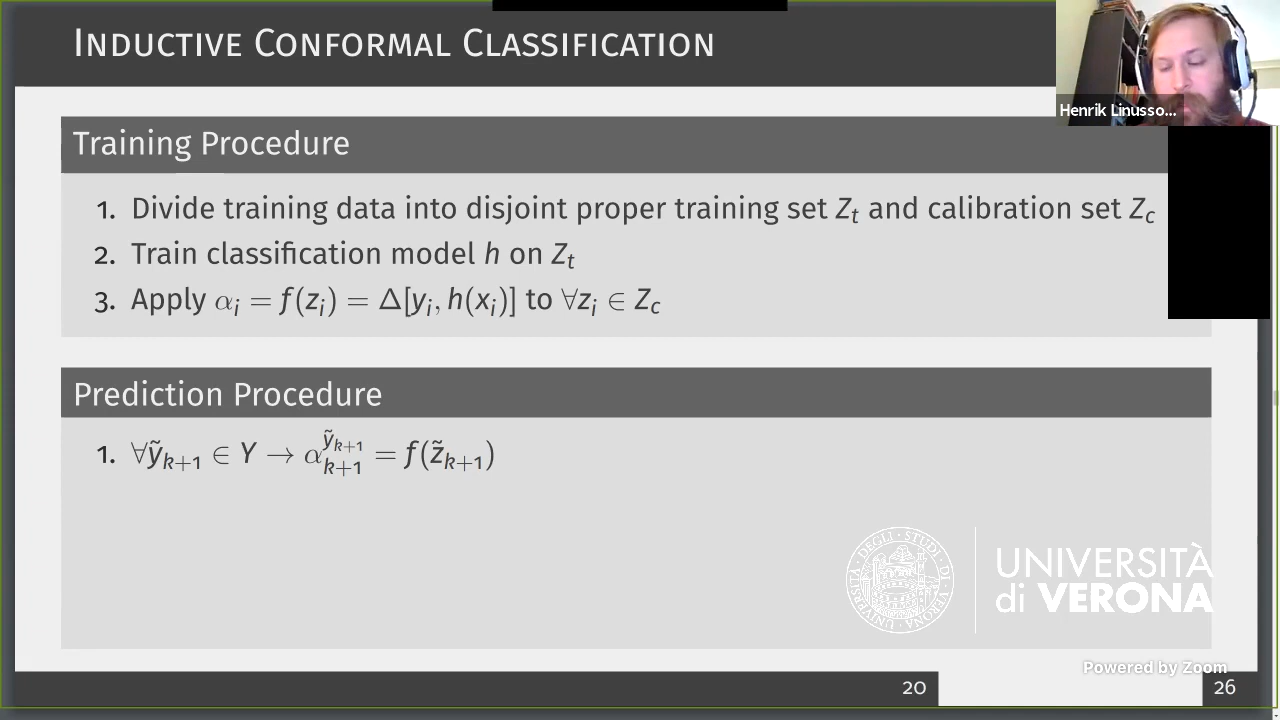 INDUCTIVE CONFORMAL CLASSIFICATION
Henrik Linusso...
Training Procedure
1. Divide training data into disjoint proper training set Z_t and calibration set Z_c
2. Train classification model h on Z_t
3. Apply α_i = f(z_i) = Δ[y_i, h(x_i)] to ∀z_i ∈ Z_c
Prediction Procedure
1. ∀ỹ_{k+1} ∈ Y → α_{k+1}^{ỹ_{k+1}} = f(z̃_{k+1})
UNIVERSITÀ
di VERONA
Powered by Zoom
20
26